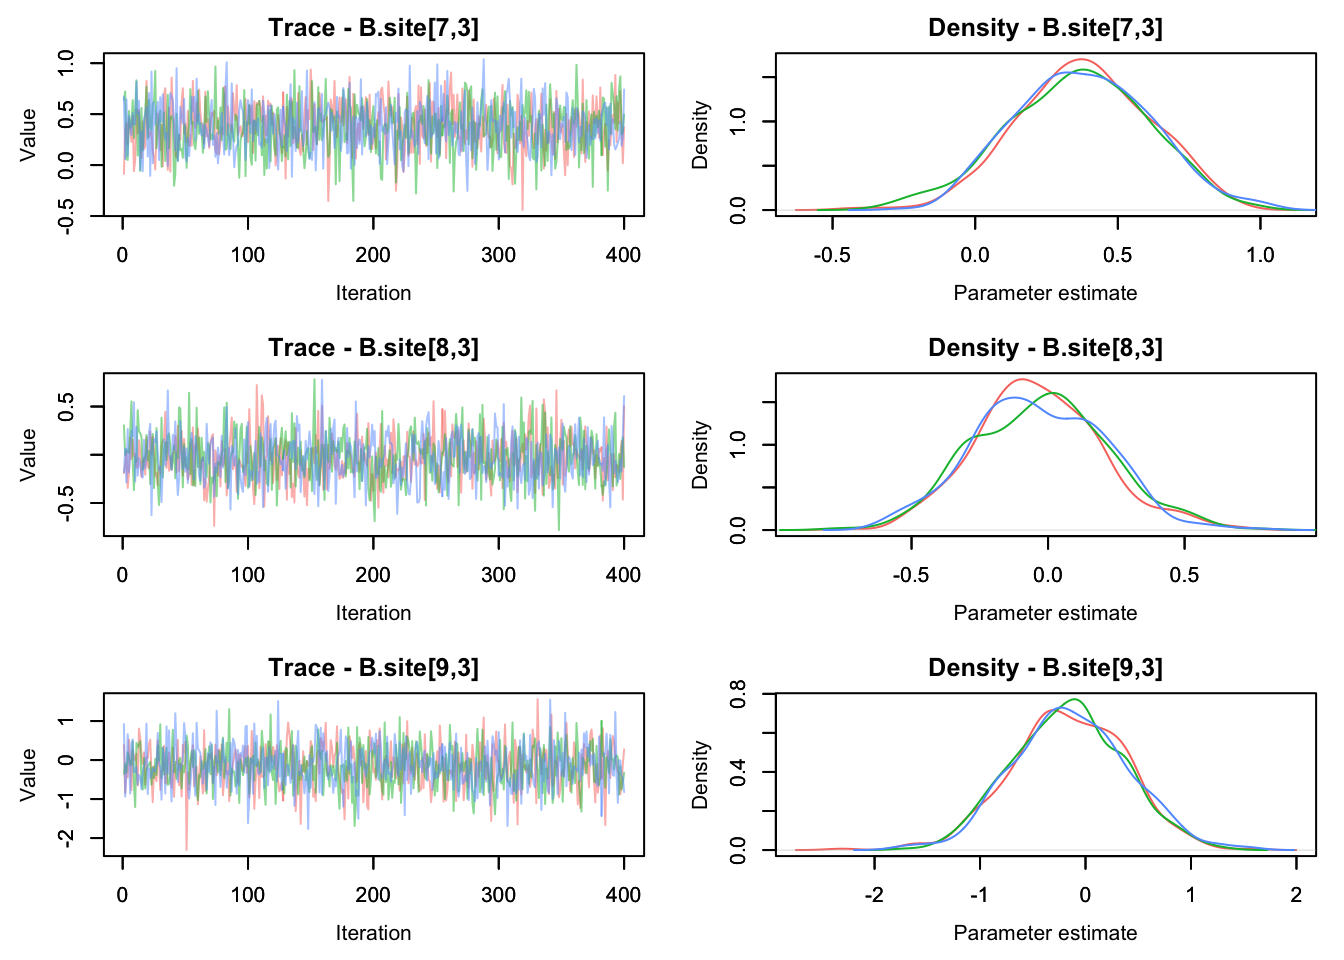 Trace - B.site[7,3]
Density - B.site[7,3]
Value
1.0
0.5
0.0
-0.5
0 100 200 300 400
Iteration
Density
1.0
0.0
-0.5 0.0 0.5 1.0
Parameter estimate
Trace - B.site[8,3]
Density - B.site[8,3]
Value
0.5
-0.5
0 100 200 300 400
Iteration
Density
1.0
0.0
-0.5 0.0 0.5
Parameter estimate
Trace - B.site[9,3]
Density - B.site[9,3]
Value
1
0
-1
-2
0 100 200 300 400
Iteration
Density
0.8
0.4
0.0
-2 -1 0 1 2
Parameter estimate